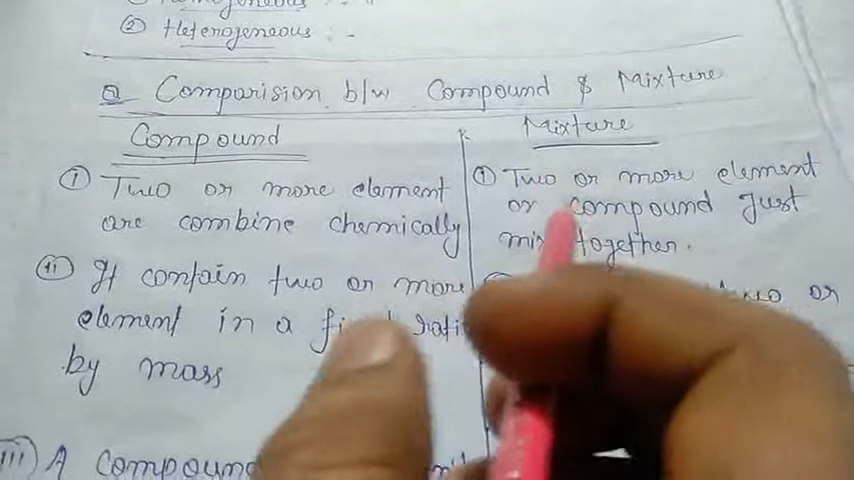 ② Heterogeneous : -
Q Comparision b/w Compound & Mixture
Compound
① Two or more element
are combine chemically
ii It contain two or more
element in a
by mass
Mixture
① Two or more element
or compound Just
together.
or
iii A compound